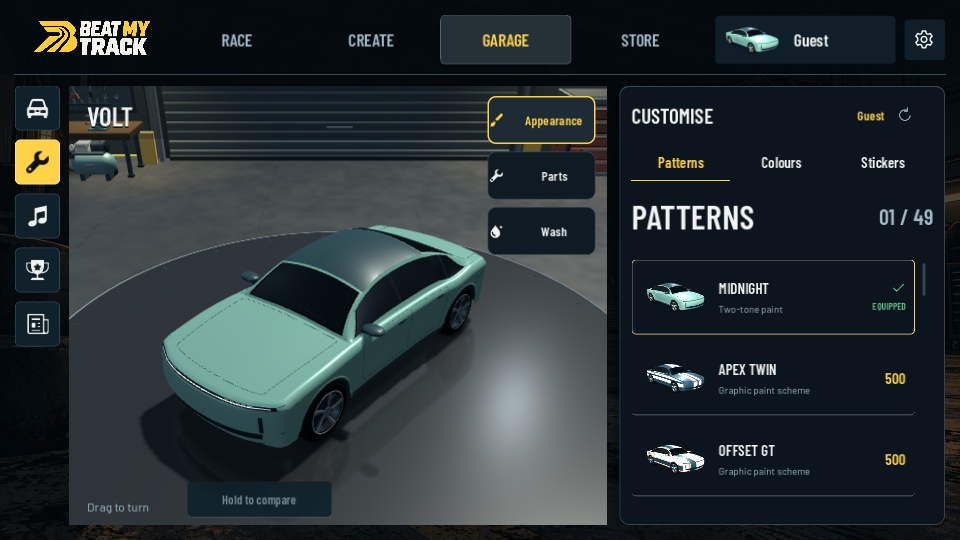 BEAT MY
TRACK
RACE
CREATE
GARAGE
STORE
Guest
VOLT
Appearance
Parts
Wash
Drag to turn
Hold to compare
CUSTOMISE
Guest
Patterns
Colours
Stickers
PATTERNS
01 / 49
MIDNIGHT
Two-tone paint
EQUIPPED
APEX TWIN
Graphic paint scheme
500
OFFSET GT
Graphic paint scheme
500